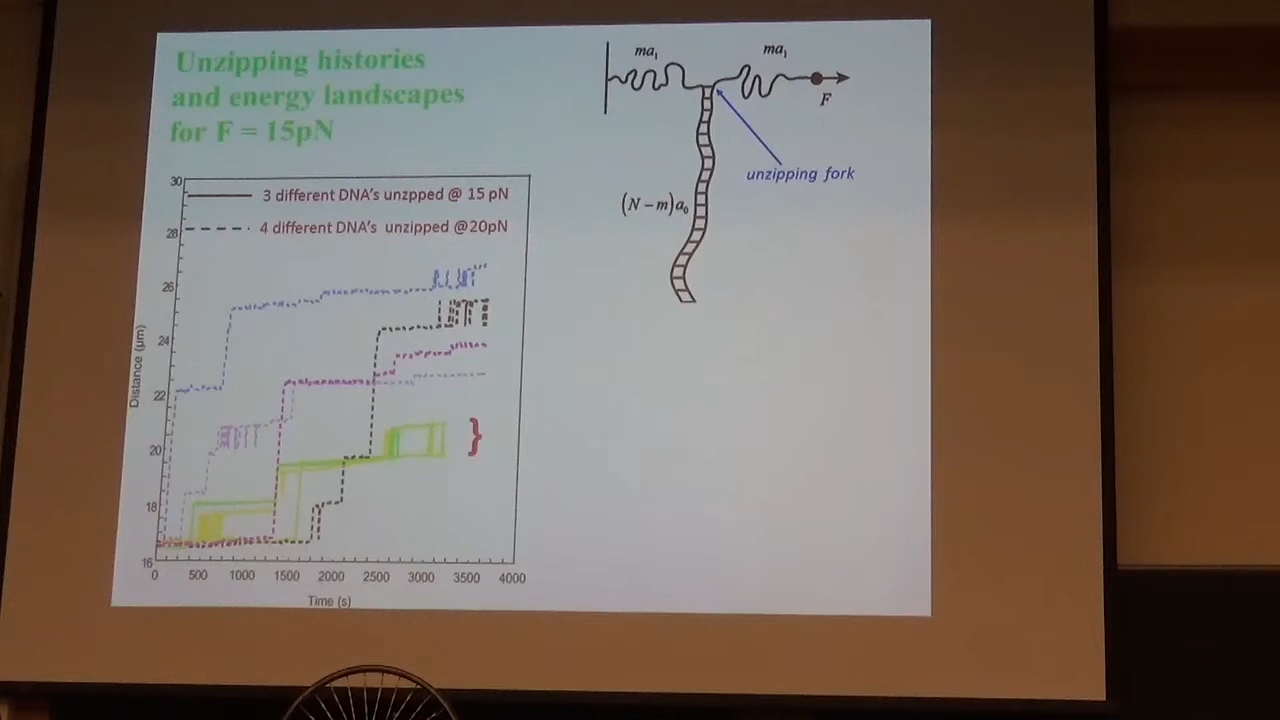 Unzipping histories
and energy landscapes
for F = 15pN
ma₁
ma₁
F
unzipping fork
(N – m)a₀
3 different DNA's unzpped @ 15 pN
4 different DNA's unzipped @20pN
30
28
26
24
22
20
18
16
Distance (µm)
0 500 1000 1500 2000 2500 3000 3500 4000
Time (s)